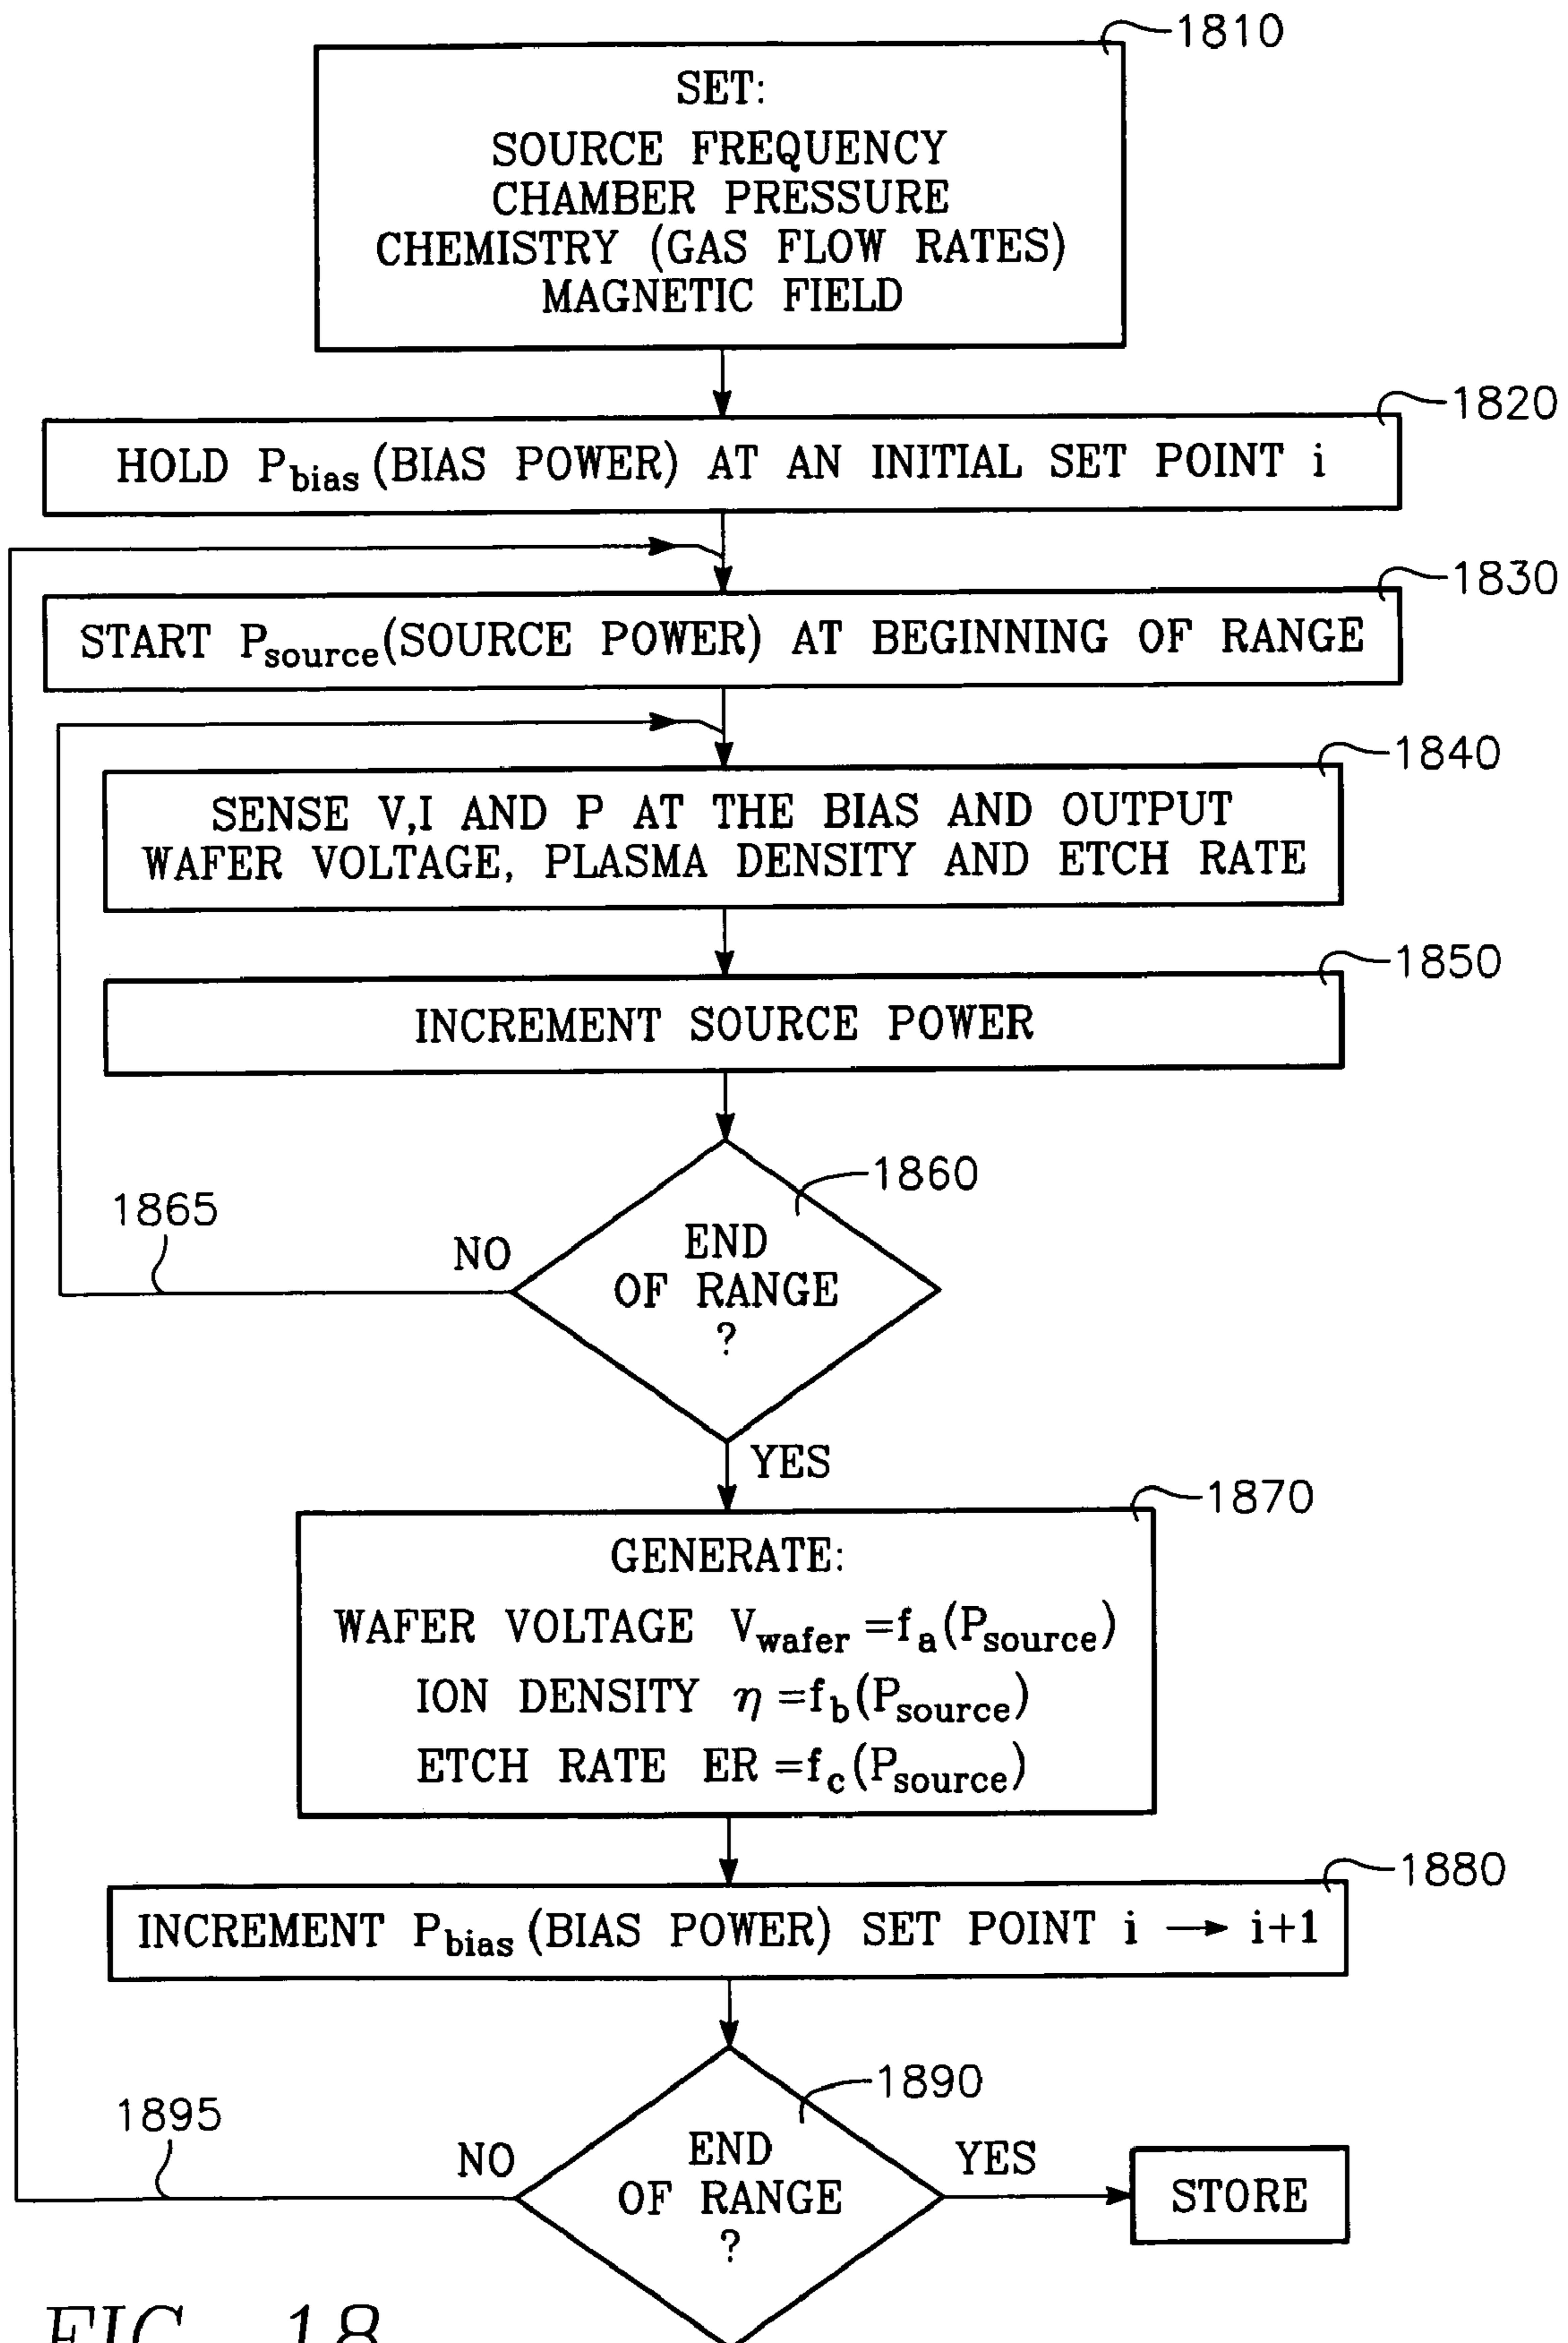 1810
SET:
SOURCE FREQUENCY
CHAMBER PRESSURE
CHEMISTRY (GAS FLOW RATES)
MAGNETIC FIELD
1820
HOLD Pbias (BIAS POWER) AT AN INITIAL SET POINT i
1830
START Psource (SOURCE POWER) AT BEGINNING OF RANGE
1840
SENSE V,I AND P AT THE BIAS AND OUTPUT
WAFER VOLTAGE, PLASMA DENSITY AND ETCH RATE
1850
INCREMENT SOURCE POWER
1860
1865
NO
END
OF RANGE
?
YES
1870
GENERATE:
WAFER VOLTAGE Vwafer =fa(Psource)
ION DENSITY η =fb(Psource)
ETCH RATE ER =fc(Psource)
1880
INCREMENT Pbias (BIAS POWER) SET POINT i → i+1
1890
1895
NO
END
OF RANGE
?
YES
STORE
FIG. 18